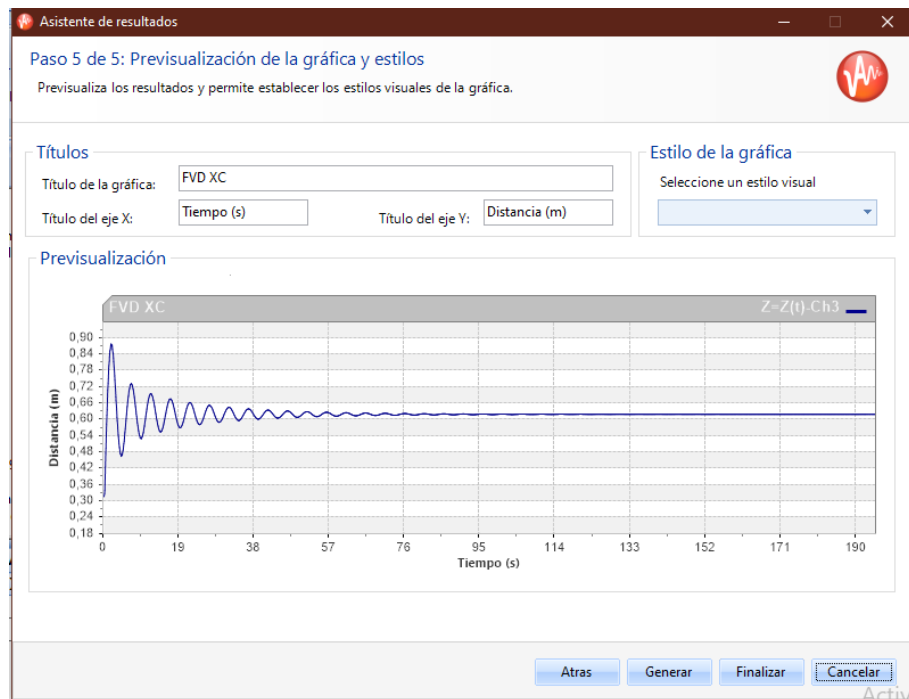 Asistente de resultados
Paso 5 de 5: Previsualización de la gráfica y estilos
Previsualiza los resultados y permite establecer los estilos visuales de la gráfica.
Títulos
Título de la gráfica: FVD XC
Título del eje X: Tiempo (s) Título del eje Y: Distancia (m)
Estilo de la gráfica
Seleccione un estilo visual
Previsualización
FVD XC Z=Z(t)-Ch3
Distancia (m)
0,90
0,84
0,78
0,72
0,66
0,60
0,54
0,48
0,42
0,36
0,30
0,24
0,18
0 19 38 57 76 95 114 133 152 171 190
Tiempo (s)
Atras Generar Finalizar Cancelar
Activ